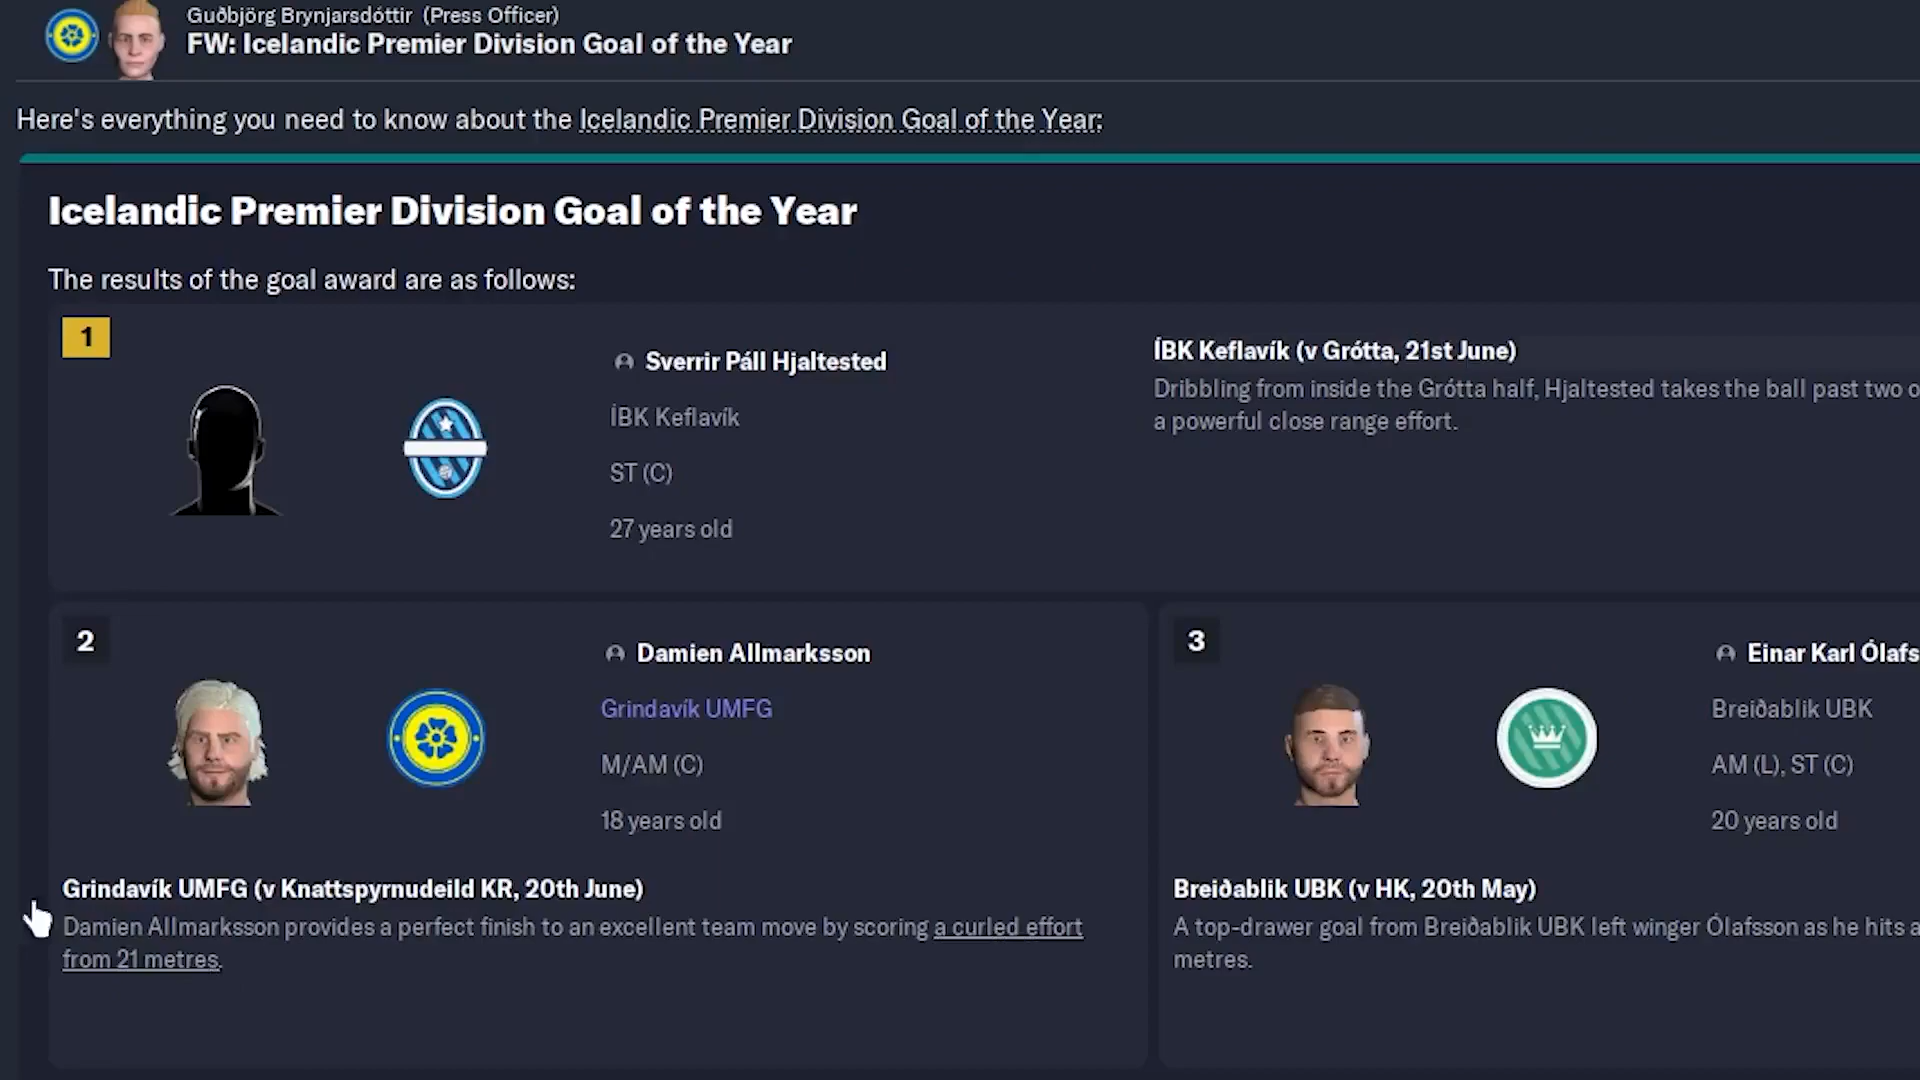 Guðbjörg Brynjarsdóttir (Press Officer)
FW: Icelandic Premier Division Goal of the Year
Here's everything you need to know about the Icelandic Premier Division Goal of the Year:
Icelandic Premier Division Goal of the Year
The results of the goal award are as follows:
1
Sverrir Páll Hjaltested
ÍBK Keflavík
ST (C)
27 years old
ÍBK Keflavík (v Grótta, 21st June)
Dribbling from inside the Grótta half, Hjaltested takes the ball past two
a powerful close range effort.
2
Damien Allmarksson
Grindavík UMFG
M/AM (C)
18 years old
Grindavík UMFG (v Knattspyrnudeild KR, 20th June)
Damien Allmarksson provides a perfect finish to an excellent team move by scoring a curled effort
from 21 metres.
3
Einar Karl
Breiðablik UBK
AM (L), ST (C)
20 years old
Breiðablik UBK (v HK, 20th May)
A top-drawer goal from Breiðablik UBK left winger Ólafsson as he hits
metres.